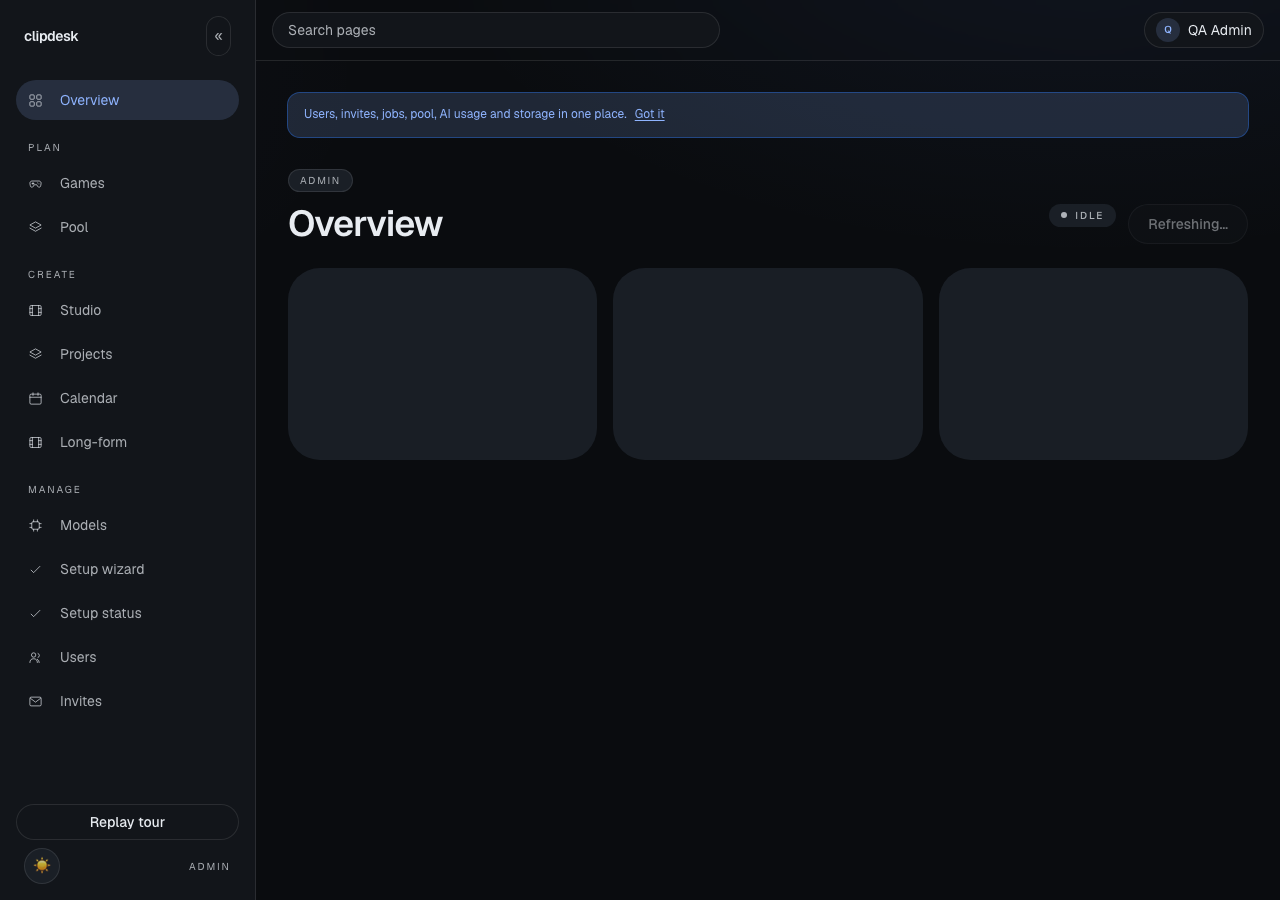 clipdesk
«
Search pages
Q
QA Admin
Overview
PLAN
Games
Pool
CREATE
Studio
Projects
Calendar
Long-form
MANAGE
Models
Setup wizard
Setup status
Users
Invites
Replay tour
ADMIN
Users, invites, jobs, pool, AI usage and storage in one place. Got it
ADMIN
Overview
IDLE
Refreshing...